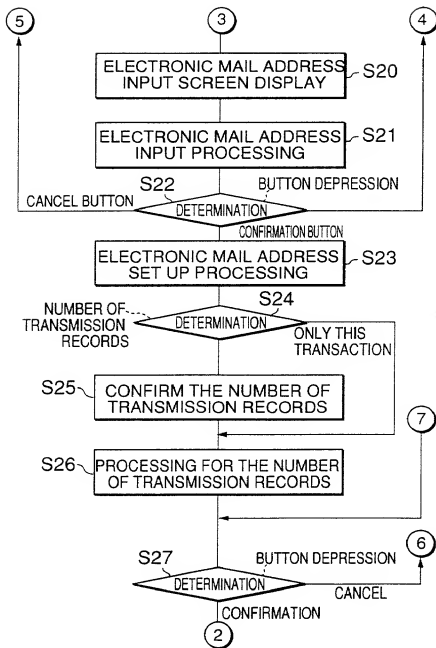 5
3
4
ELECTRONIC MAIL ADDRESS
INPUT SCREEN DISPLAY
S20
ELECTRONIC MAIL ADDRESS
INPUT PROCESSING
S21
S22
BUTTON DEPRESSION
CANCEL BUTTON
DETERMINATION
CONFIRMATION BUTTON
ELECTRONIC MAIL ADDRESS
SET UP PROCESSING
S23
S24
NUMBER OF
TRANSMISSION
RECORDS
DETERMINATION
ONLY THIS
TRANSACTION
S25
CONFIRM THE NUMBER OF
TRANSMISSION RECORDS
7
S26
PROCESSING FOR THE NUMBER
OF TRANSMISSION RECORDS
6
S27
BUTTON DEPRESSION
DETERMINATION
CANCEL
CONFIRMATION
2